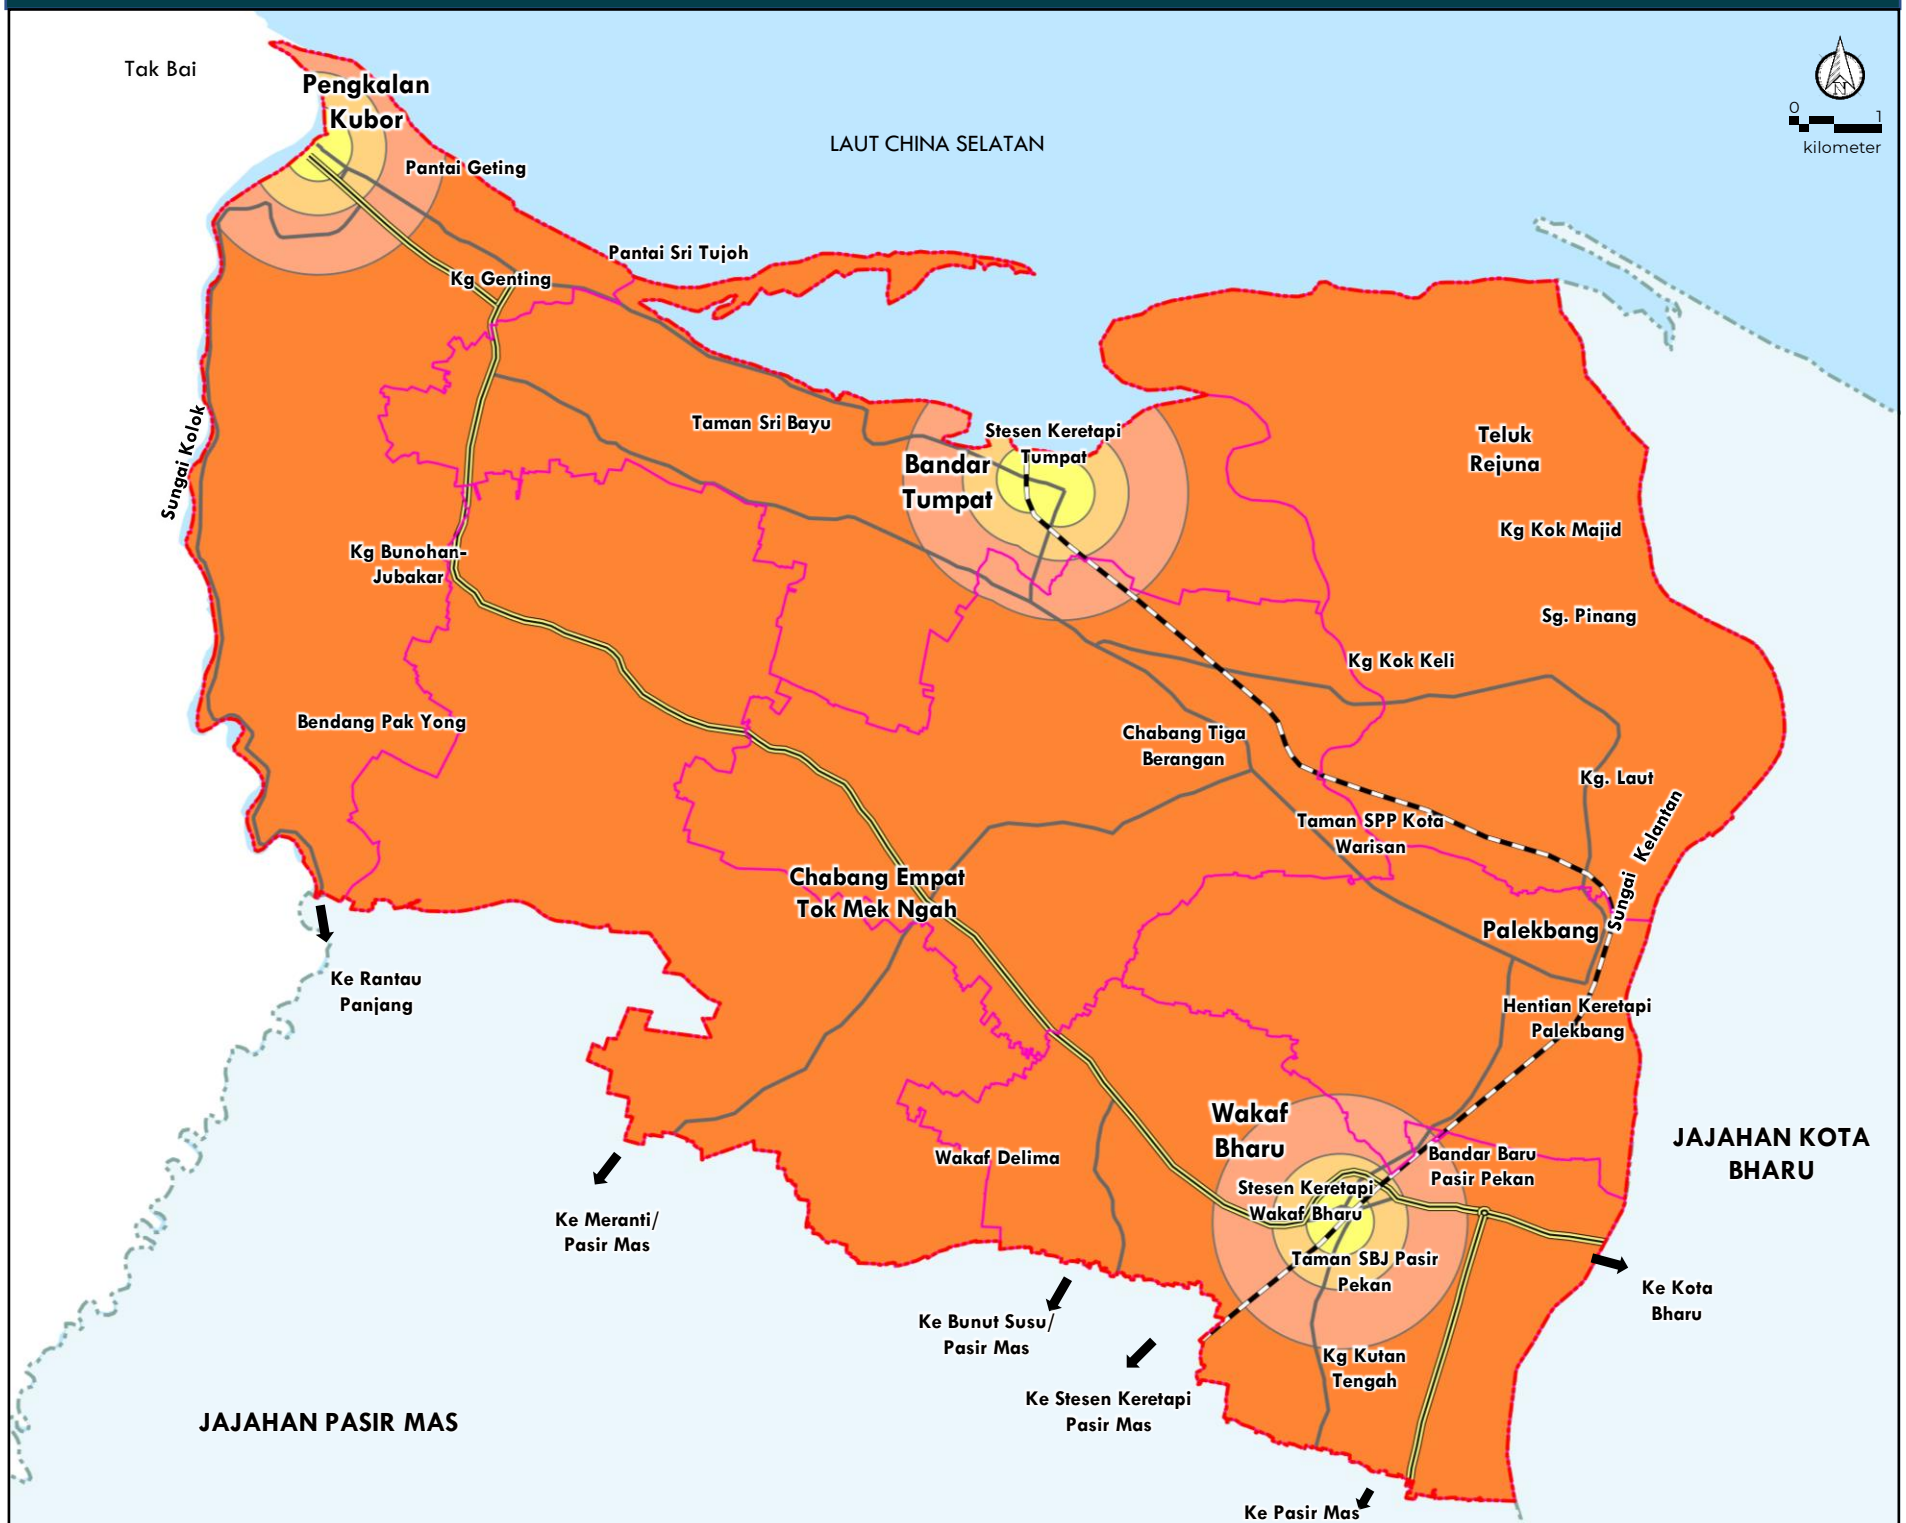 Tak Bai
Pengkalan
Kubor
LAUT CHINA SELATAN
N
0
1
kilometer
Pantai Geting
Pantai Sri Tujoh
Kg Genting
Sungai Kolok
Taman Sri Bayu
Stesen Keretapi
Tumpat
Bandar
Tumpat
Teluk
Rejuna
Kg Kok Majid
Kg Bunohan-
Jubakar
Sg. Pinang
Kg Kok Keli
Bendang Pak Yong
Chabang Tiga
Berangan
Kg. Laut
Taman SPP Kota
Warisan
Sungai Kelantan
Chabang Empat
Tok Mek Ngah
Palekbang
Ke Rantau
Panjang
Hentian Keretapi
Palekbang
Wakaf
Bharu
JAJAHAN KOTA
BHARU
Wakaf Delima
Bandar Baru
Pasir Pekan
Stesen Keretapi
Wakaf Bharu
Ke Meranti/
Pasir Mas
Taman SBJ Pasir
Pekan
Ke Kota
Bharu
Ke Bunut Susu/
Pasir Mas
Kg Kutan
Tengah
Ke Stesen Keretapi
Pasir Mas
JAJAHAN PASIR MAS
Ke Pasir Mas